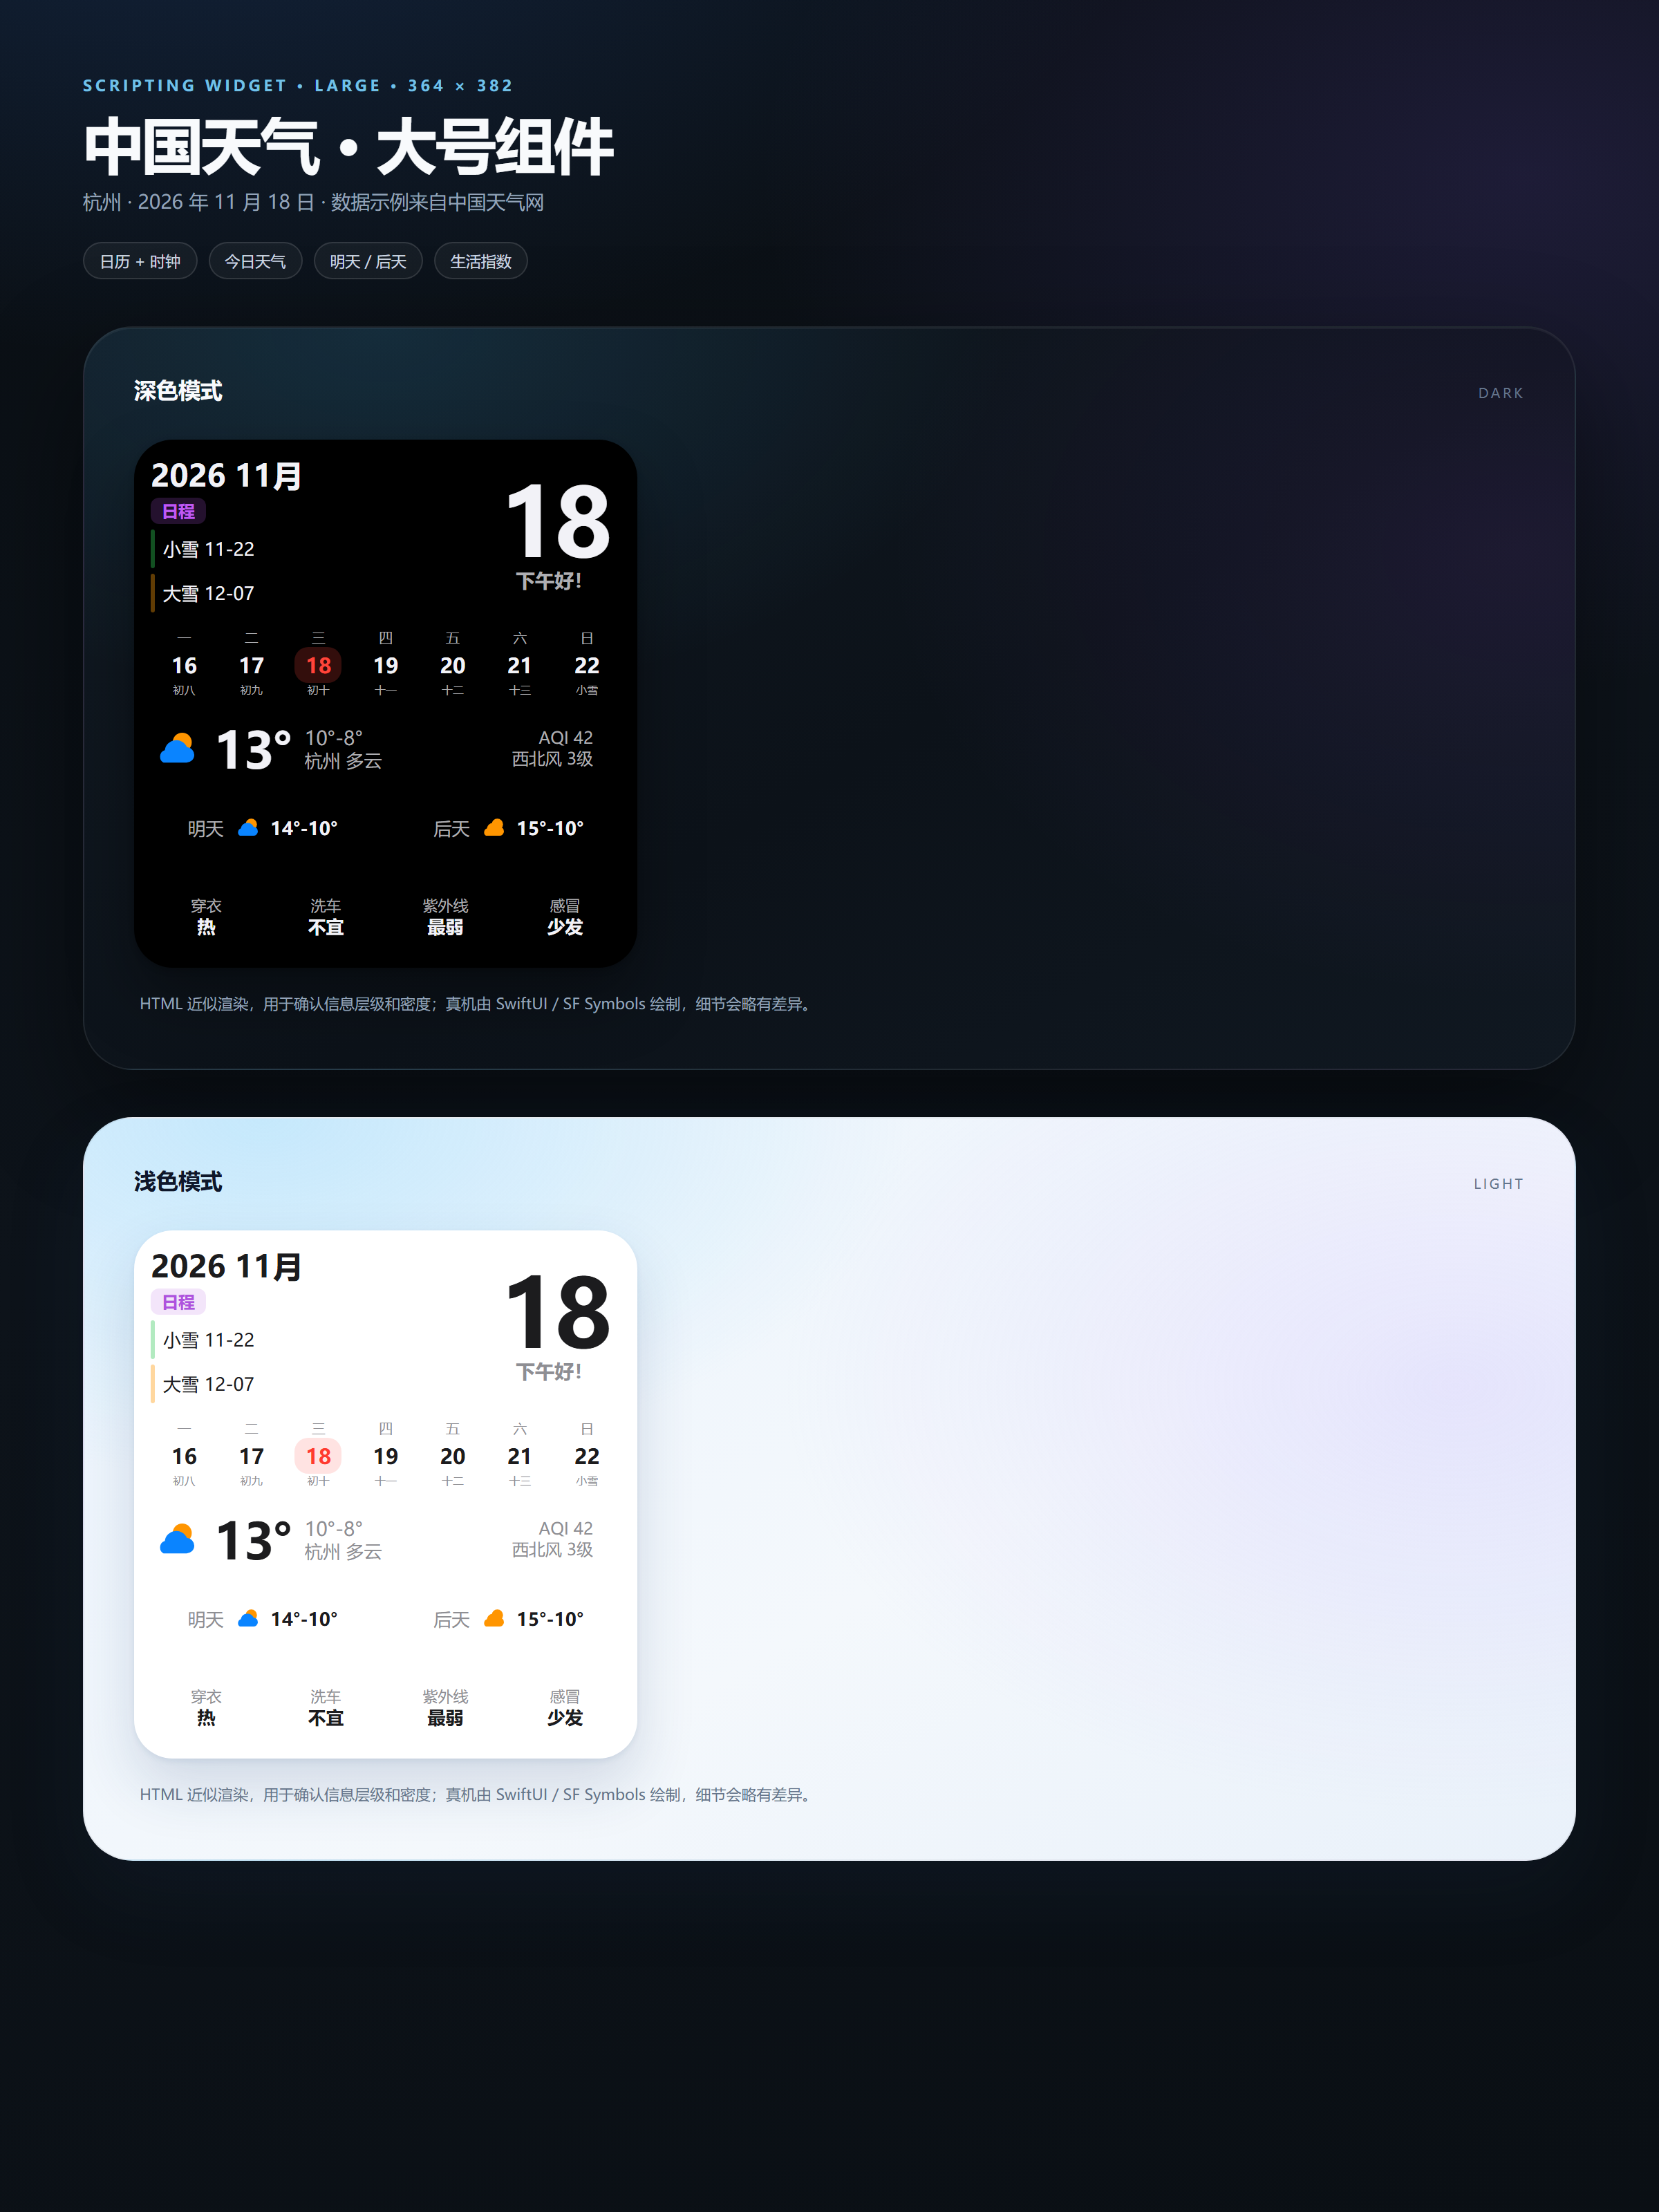 SCRIPTING WIDGET • LARGE • 364 × 382
中国天气 • 大号组件
杭州 · 2026 年 11 月 18 日 · 数据示例来自中国天气网
日历 + 时钟 今日天气 明天 / 后天 生活指数
深色模式 DARK
2026 11月
18
日程
小雪 11-22
下午好!
大雪 12-07
一 二 三 四 五 六 日
16 17 18 19 20 21 22
初八 初九 初十 十一 十二 十三 小雪
13° 10°-8° AQI 42
杭州 多云 西北风 3级
明天 14°-10° 后天 15°-10°
穿衣 洗车 紫外线 感冒
热 不宜 最弱 少发
HTML 近似渲染，用于确认信息层级和密度；真机由 SwiftUI / SF Symbols 绘制，细节会略有差异。
浅色模式 LIGHT
2026 11月
18
日程
小雪 11-22
下午好!
大雪 12-07
一 二 三 四 五 六 日
16 17 18 19 20 21 22
初八 初九 初十 十一 十二 十三 小雪
13° 10°-8° AQI 42
杭州 多云 西北风 3级
明天 14°-10° 后天 15°-10°
穿衣 洗车 紫外线 感冒
热 不宜 最弱 少发
HTML 近似渲染，用于确认信息层级和密度；真机由 SwiftUI / SF Symbols 绘制，细节会略有差异。